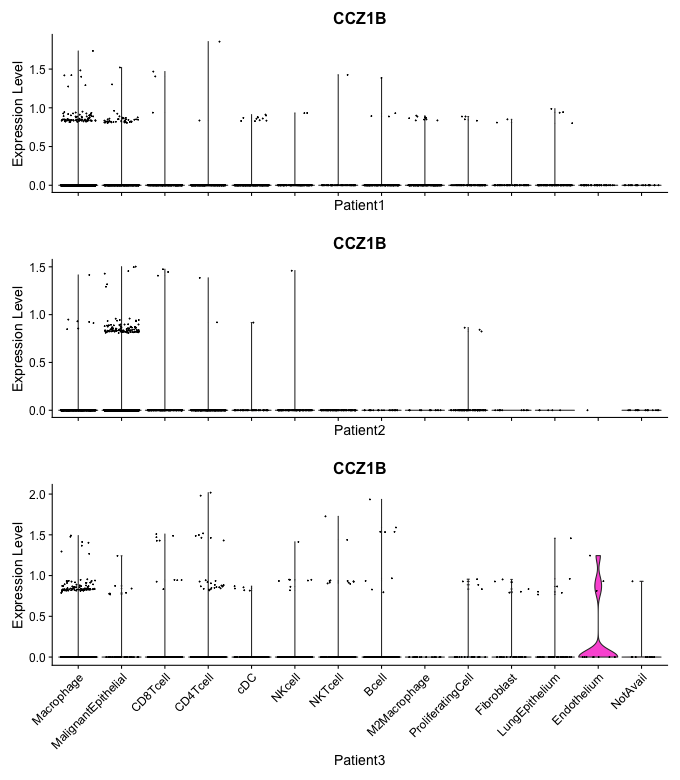 CCZ1B
Expression Level
1.5
1.0
0.5
0.0
Patient1
CCZ1B
Expression Level
1.5
1.0
0.5
0.0
Patient2
CCZ1B
Expression Level
2.0
1.5
1.0
0.5
0.0
Macrophage
MalignantEpithelial
CD8Tcell
CD4Tcell
cDC
NKcell
NKTcell
Bcell
M2Macrophage
ProliferatingCell
Fibroblast
LungEpithelium
Endothelium
NotAvail
Patient3